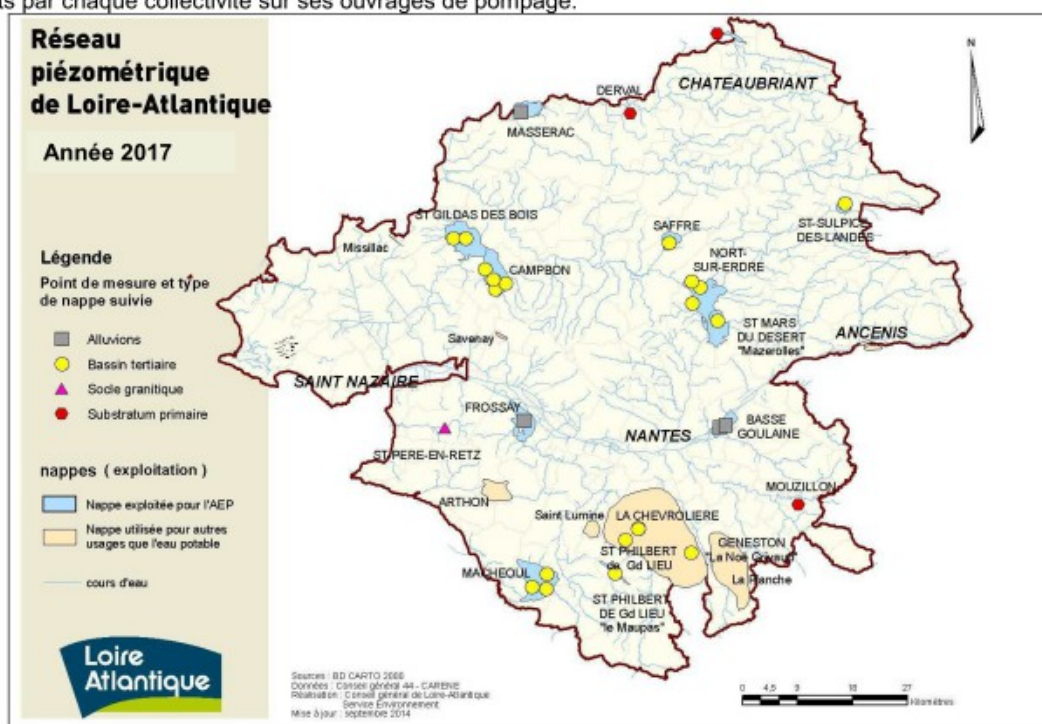 ts par chaque collectivité sur ses ouvrages de pompage.
Réseau
piézométrique
de Loire-Atlantique
Année 2017
Légende
Point de mesure et type
de nappe suivie
Alluvions
Bassin tertiaire
Socle granitique
Substratum primaire
nappes ( exploitation )
Nappe exploitée pour l'AEP
Nappe utilisée pour autres
usages que l'eau potable
cours d'eau
Loire
Atlantique
N
CHATEAUBRIANT
DERVAL
MASSERAC
ST GILDAS DES BOIS
Missillac
CAMPBON
SAFFRE
ST-SULPICE
DES-LANDES
NORT-
SUR-ERDRE
ST MARS
DU DESERT
"Mazerolles"
ANCENIS
Savenay
SAINT NAZAIRE
FROSSAY
NANTES
BASSE
GOULAINE
ST-PERE-EN-RETZ
MOUZILLON
ARTHON
Saint Lumine
LA CHEVROLIERE
ST PHILBERT
de Gd LIEU
GENESTON
"La Noë
La Planche
MACHECOUL
ST PHILBERT
DE Gd LIEU
"le Maupas"
Sources : BD CARTO
Données : Conseil général 44 - CARENE
Réalisation : Conseil général de Loire-Atlantique
Service Environnement
Mise à jour : septembre 2014
0 4,5 9 18 27
Kilomètres